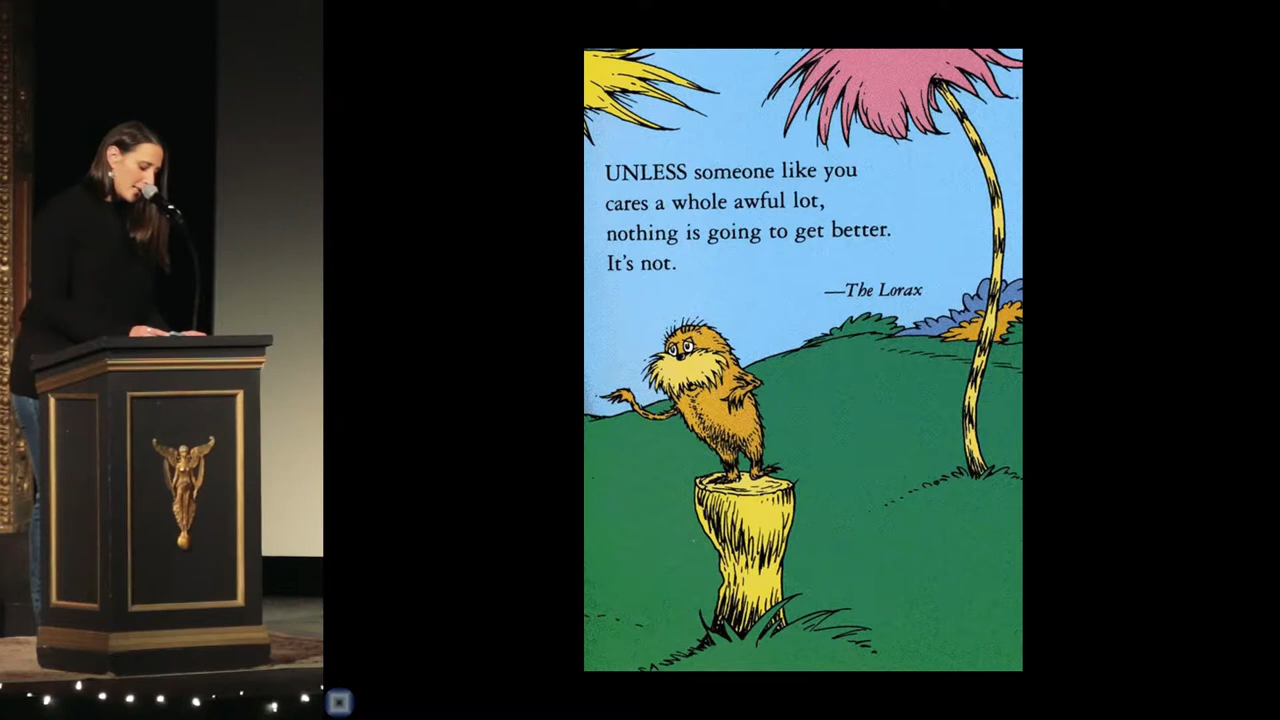 UNLESS someone like you
cares a whole awful lot,
nothing is going to get better.
It's not.
—The Lorax